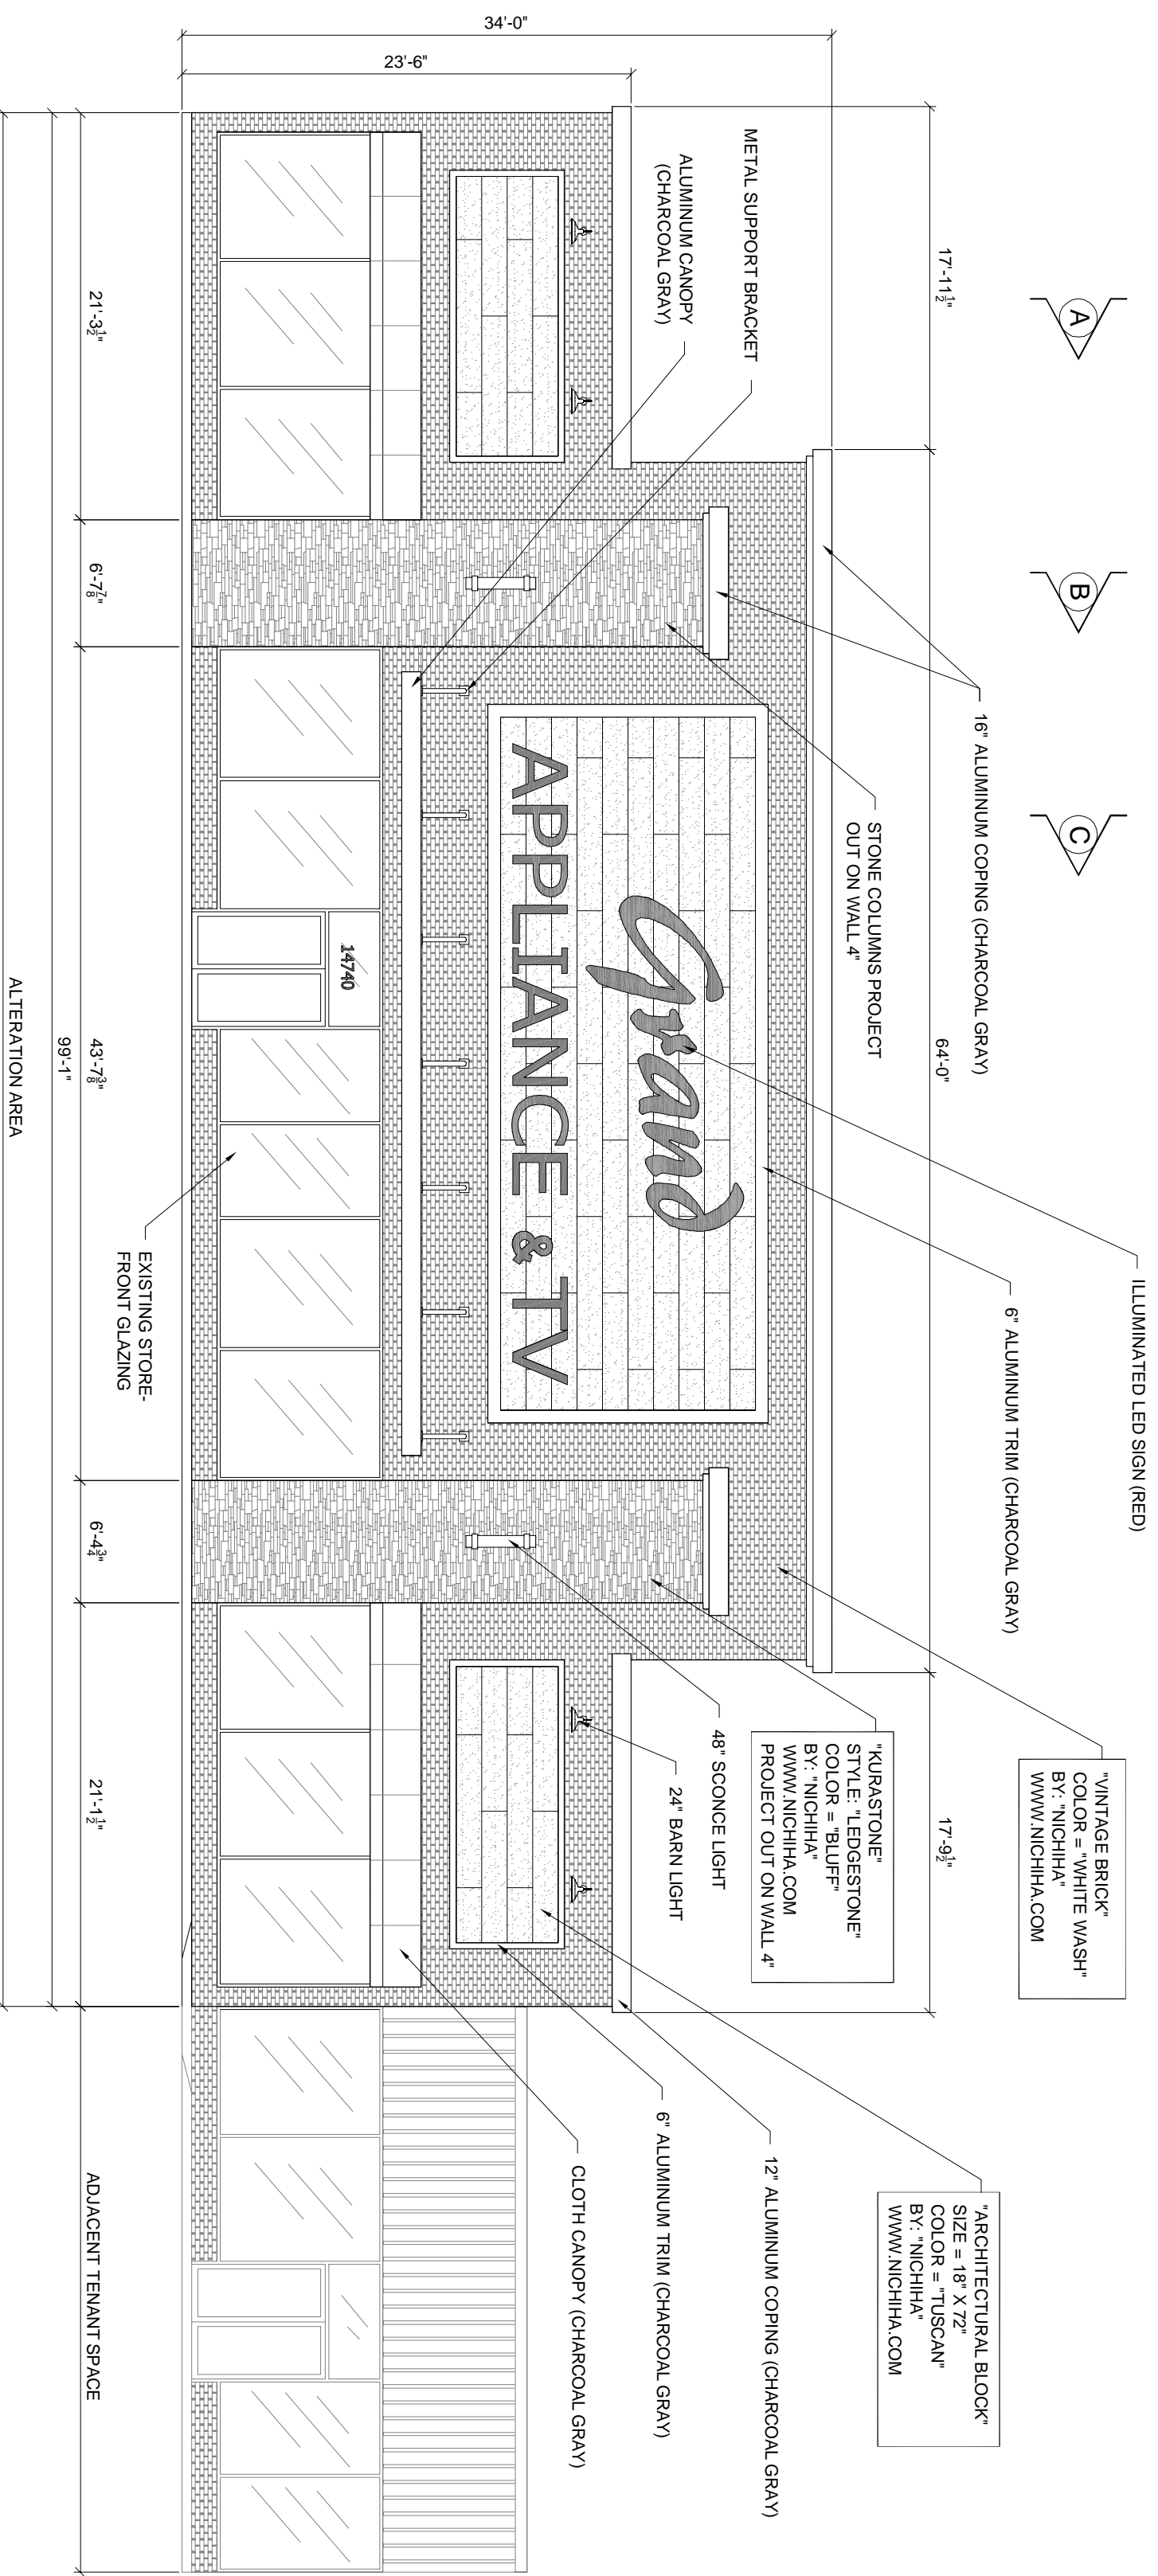 A
B
C
ILLUMINATED LED SIGN (RED)
6" ALUMINUM TRIM (CHARCOAL GRAY)
"VINTAGE BRICK"
COLOR = "WHITE WASH"
BY: "NICHIHA"
WWW.NICHIHA.COM
17'-11½"
64'-0"
17'-9½"
16" ALUMINUM COPING (CHARCOAL GRAY)
STONE COLUMNS PROJECT
OUT ON WALL 4"
"KURASTONE"
STYLE: "LEDGESTONE"
COLOR = "BLUFF"
BY: "NICHIHA"
WWW.NICHIHA.COM
PROJECT OUT ON WALL 4"
"ARCHITECTURAL BLOCK"
SIZE = 18" X 72"
COLOR = "TUSCAN"
BY: "NICHIHA"
WWW.NICHIHA.COM
METAL SUPPORT BRACKET
ALUMINUM CANOPY
(CHARCOAL GRAY)
48" SCONCE LIGHT
24" BARN LIGHT
12" ALUMINUM COPING (CHARCOAL GRAY)
6" ALUMINUM TRIM (CHARCOAL GRAY)
CLOTH CANOPY (CHARCOAL GRAY)
34'-0"
23'-6"
Grand
APPLIANCE & TV
14740
EXISTING STORE-
FRONT GLAZING
21'-3½"
6'-7⅞"
43'-7⅜"
6'-4¾"
21'-1½"
ADJACENT TENANT SPACE
99'-1"
ALTERATION AREA